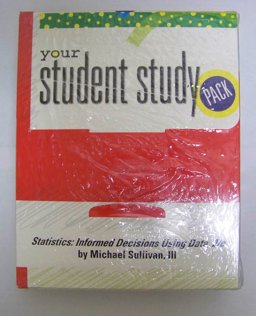 your
student study
PACK
Statistics: Informed Decisions Using Data
by Michael Sullivan, III